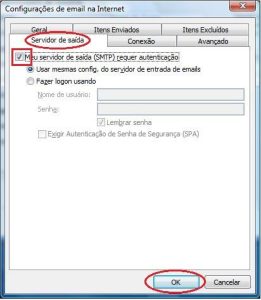 Configurações de email na Internet
Geral
Itens Enviados
Itens Excluídos
Servidor de saída
Conexão
Avançado
Meu servidor de saída (SMTP) requer autenticação
Usar mesmas config. do servidor de entrada de emails
Fazer logon usando
Nome de usuário:
Senha:
Lembrar senha
Exigir Autenticação de Senha de Segurança (SPA)
OK
Cancelar